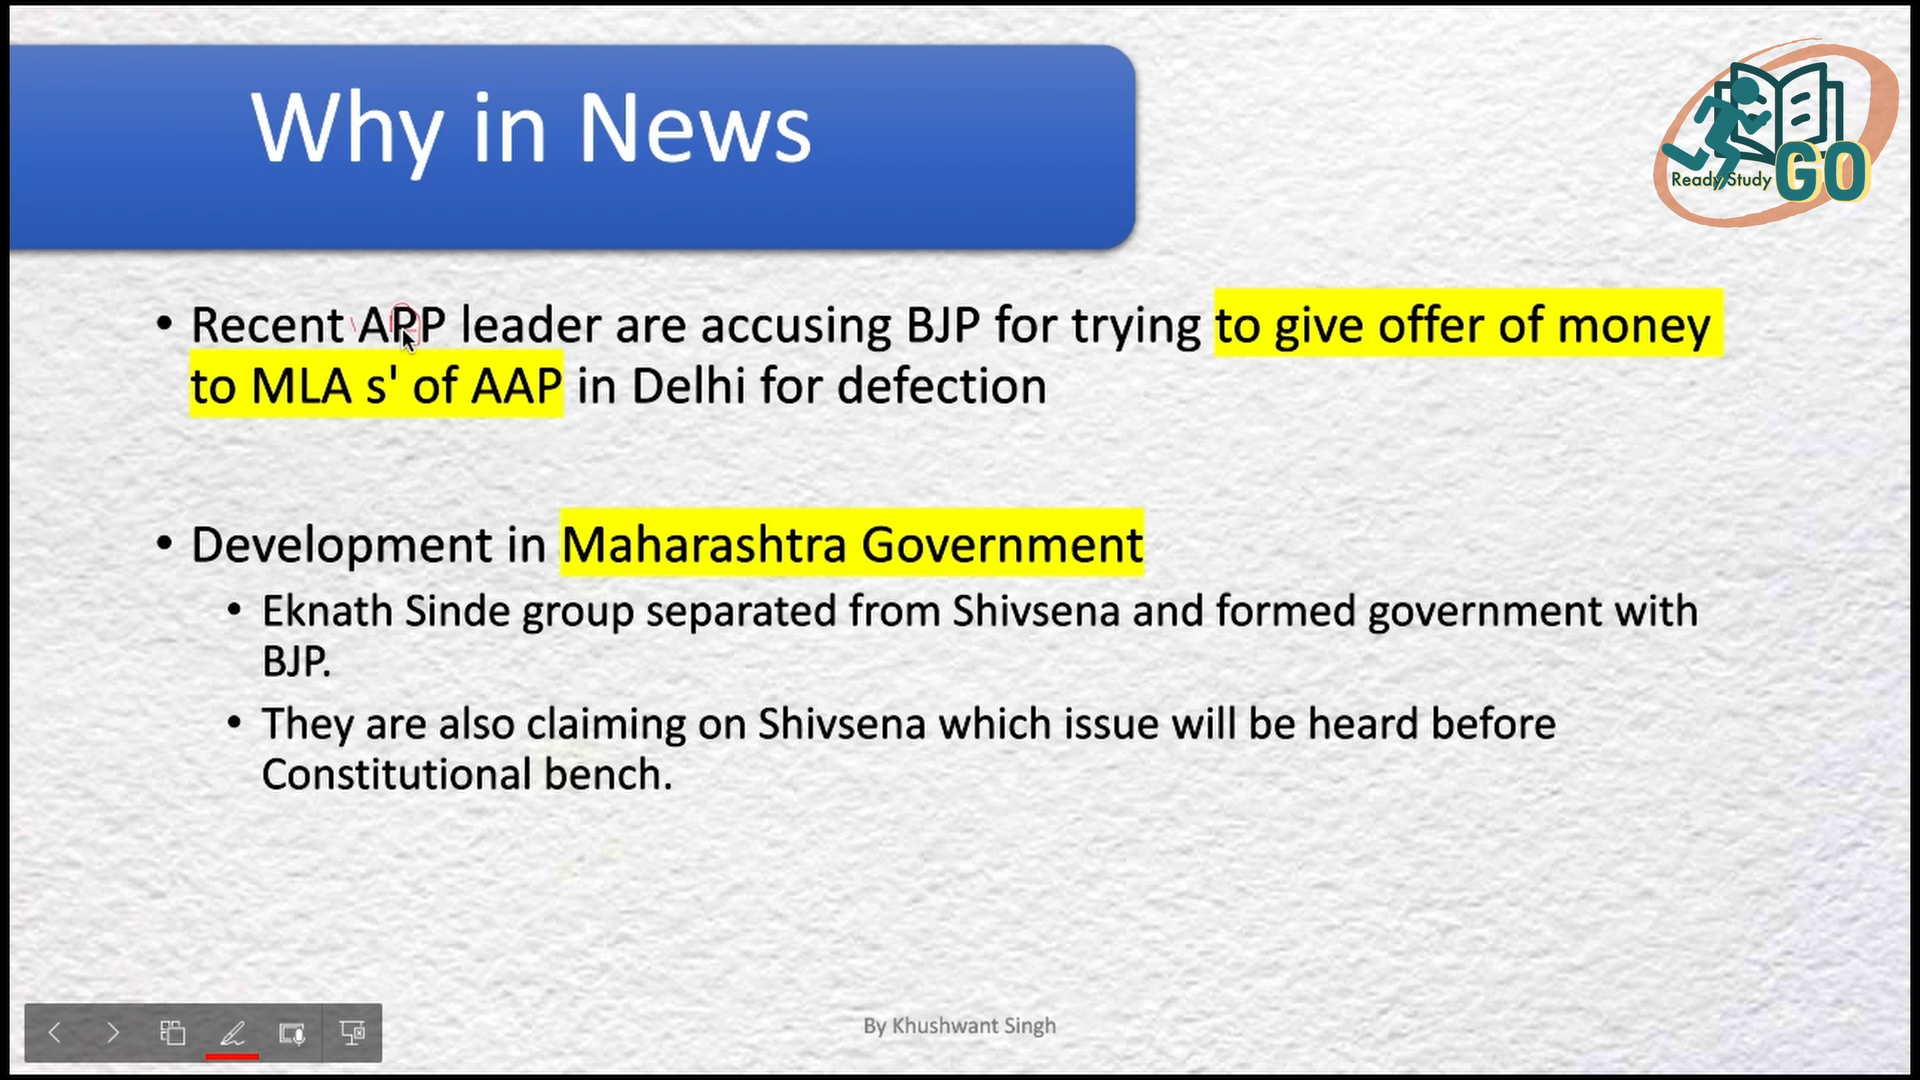 Why in News
Ready Study GO
• Recent APP leader are accusing BJP for trying to give offer of money
to MLA s' of AAP in Delhi for defection
• Development in Maharashtra Government
• Eknath Sinde group separated from Shivsena and formed government with
BJP.
• They are also claiming on Shivsena which issue will be heard before
Constitutional bench.
By Khushwant Singh